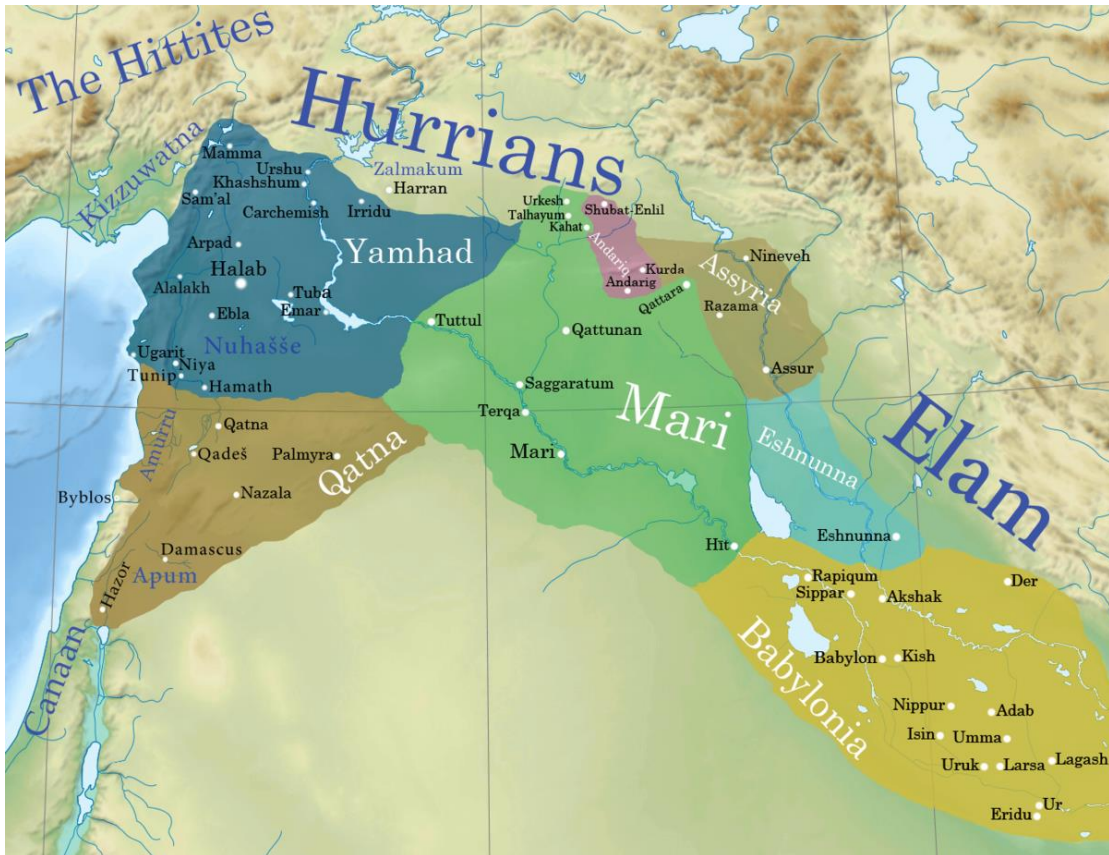 The Hittites
Hurrians
Kizzuwatna
Mamma
Urshu
Zalmakum
Khashshum
Harran
Sam'al
Carchemish
Irridu
Urkesh
Shubat-Enlil
Talhayum
Kahat
Arpad
Yamhad
Andariq
Nineveh
Halab
Assyria
Kurda
Alalakh
Andarig
Qattara
Tuba
Emar
Razama
Ebla
Tuttul
Qattunan
Nuhašše
Ugarit
Niya
Tunip
Hamath
Assur
Saggaratum
Mari
Elam
Terqa
Amurru
Qatna
Qatna
Eshnunna
Qadeš
Palmyra
Mari
Byblos
Nazala
Eshnunna
Hīt
Damascus
Apum
Rapiqum
Der
Hazor
Sippar
Akshak
Canaan
Babylonia
Babylon
Kish
Nippur
Adab
Isin
Umma
Uruk
Larsa
Lagash
Ur
Eridu